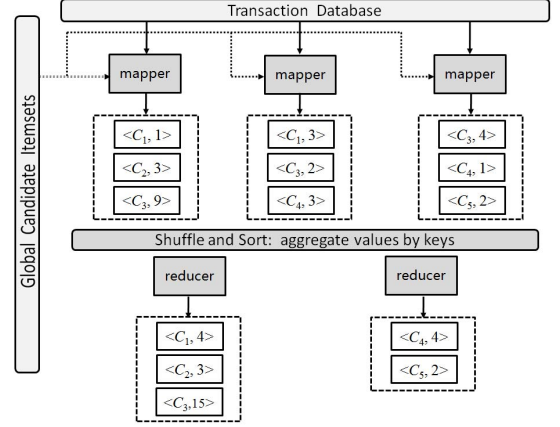 Transaction Database
Global Candidate Itemsets
mapper
mapper
mapper
<C1, 1>
<C2, 3>
<C3, 9>
<C1, 3>
<C3, 2>
<C4, 3>
<C3, 4>
<C4, 1>
<C5, 2>
Shuffle and Sort: aggregate values by keys
reducer
reducer
<C1, 4>
<C2, 3>
<C3,15>
<C4, 4>
<C5, 2>